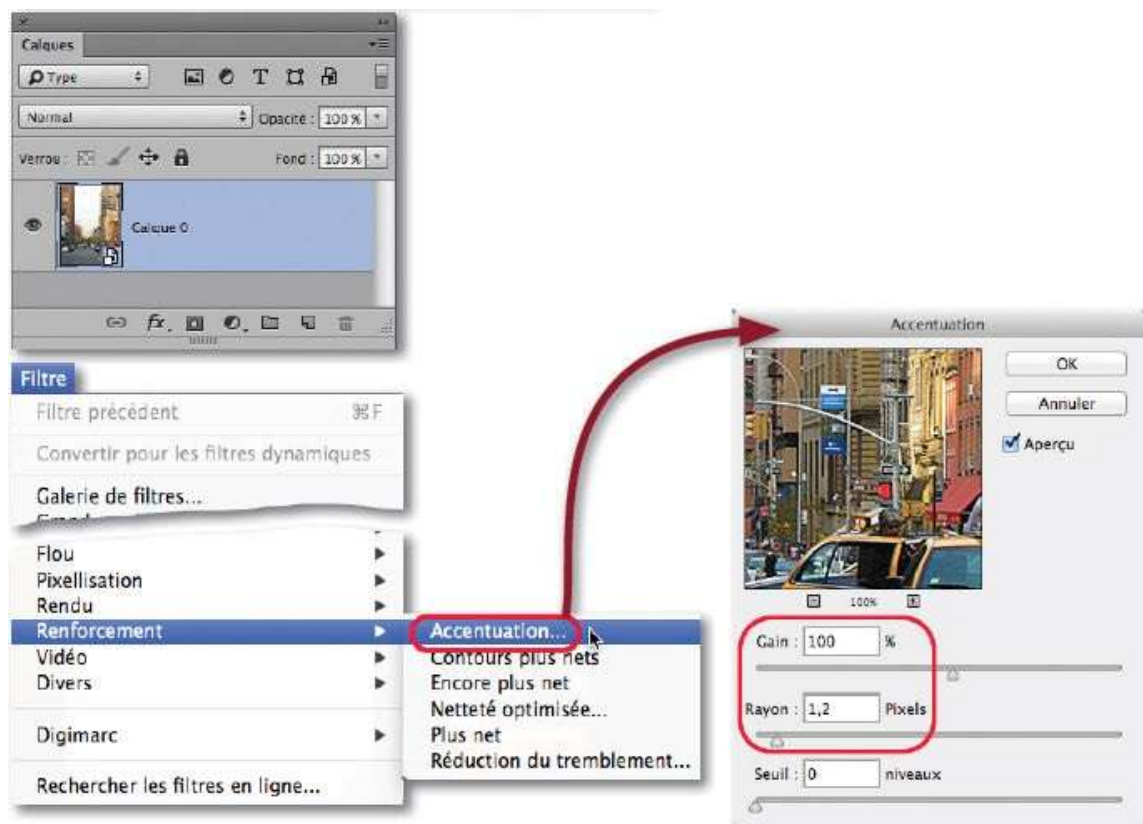 Calques
Type
Normal Opacité : 100 %
Verrou : Fond : 100 %
Calque 0
fx
Filtre
Filtre précédent ⌘F
Convertir pour les filtres dynamiques
Galerie de filtres...
Flou
Pixellisation
Rendu
Renforcement
Vidéo
Divers
Digimarc
Rechercher les filtres en ligne...
Accentuation...
Contours plus nets
Encore plus net
Netteté optimisée...
Plus net
Réduction du tremblement...
Accentuation
OK
Annuler
Aperçu
100%
Gain : 100 %
Rayon : 1,2 Pixels
Seuil : 0 niveaux